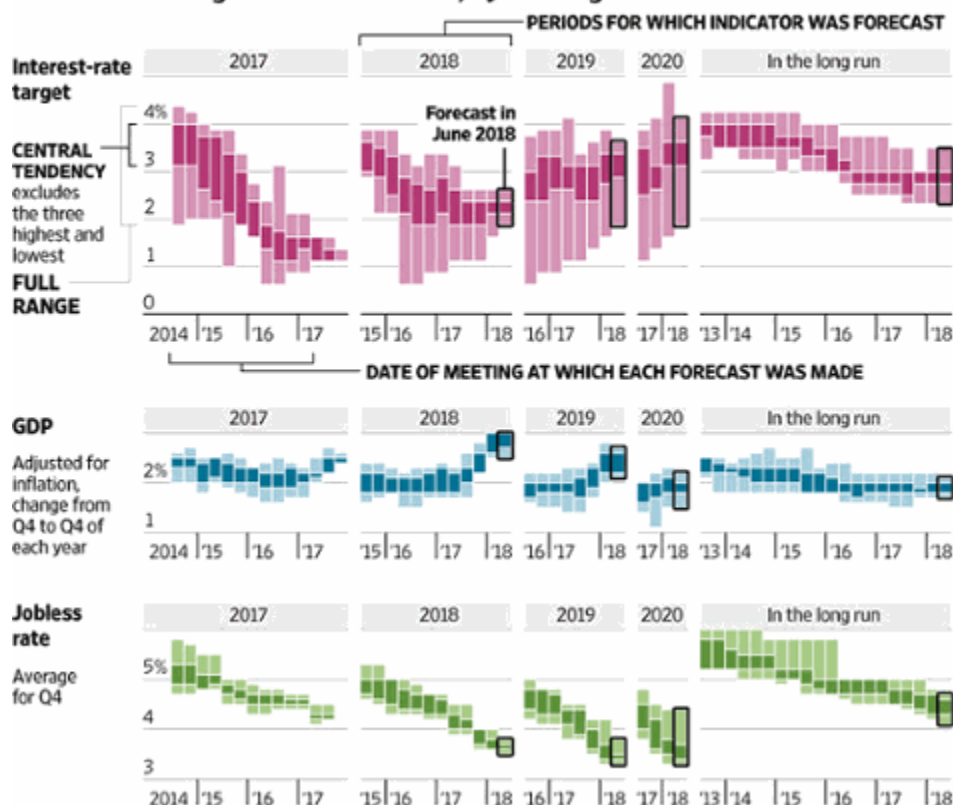 PERIODS FOR WHICH INDICATOR WAS FORECAST
Interest-rate
target
2017
2018
2019
2020
In the long run
4%
3
2
1
0
Forecast in
June 2018
CENTRAL
TENDENCY
excludes
the three
highest and
lowest
FULL
RANGE
2014 '15 '16 '17
'15 '16 '17 '18
'16 '17 '18
'17 '18
'13 '14 '15 '16 '17 '18
DATE OF MEETING AT WHICH EACH FORECAST WAS MADE
GDP
Adjusted for
inflation,
change from
Q4 to Q4 of
each year
2017
2018
2019
2020
In the long run
2%
1
2014 '15 '16 '17
'15 '16 '17 '18
'16 '17 '18
'17 '18
'13 '14 '15 '16 '17 '18
Jobless
rate
Average
for Q4
2017
2018
2019
2020
In the long run
5%
4
3
2014 '15 '16 '17
'15 '16 '17 '18
'16 '17 '18
'17 '18
'13 '14 '15 '16 '17 '18